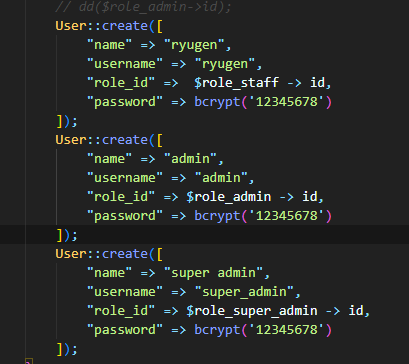 // dd($role_admin->id);
User::create([
"name" => "ryugen",
"username" => "ryugen",
"role_id" =>  $role_staff -> id,
"password" => bcrypt('12345678')
]);
User::create([
"name" => "admin",
"username" => "admin",
"role_id" => $role_admin -> id,
"password" => bcrypt('12345678')
]);
User::create([
"name" => "super admin",
"username" => "super_admin",
"role_id" => $role_super_admin -> id,
"password" => bcrypt('12345678')
]);
}